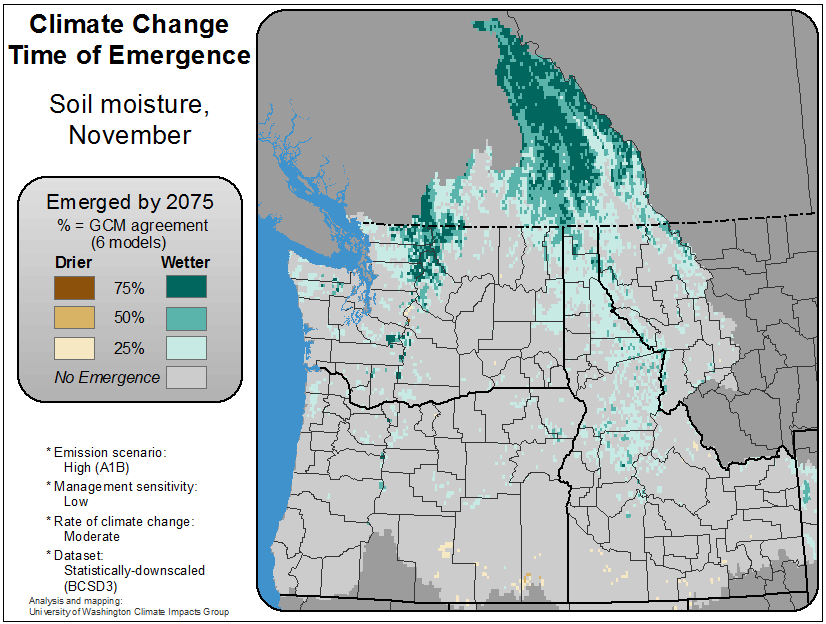 Climate Change
Time of Emergence
Soil moisture,
November
Emerged by 2075
% = GCM agreement
(6 models)
Drier Wetter
75%
50%
25%
No Emergence
* Emission scenario:
High (A1B)
* Management sensitivity:
Low
* Rate of climate change:
Moderate
* Dataset:
Statistically-downscaled
(BCSD3)
Analysis and mapping:
University of Washington Climate Impacts Group